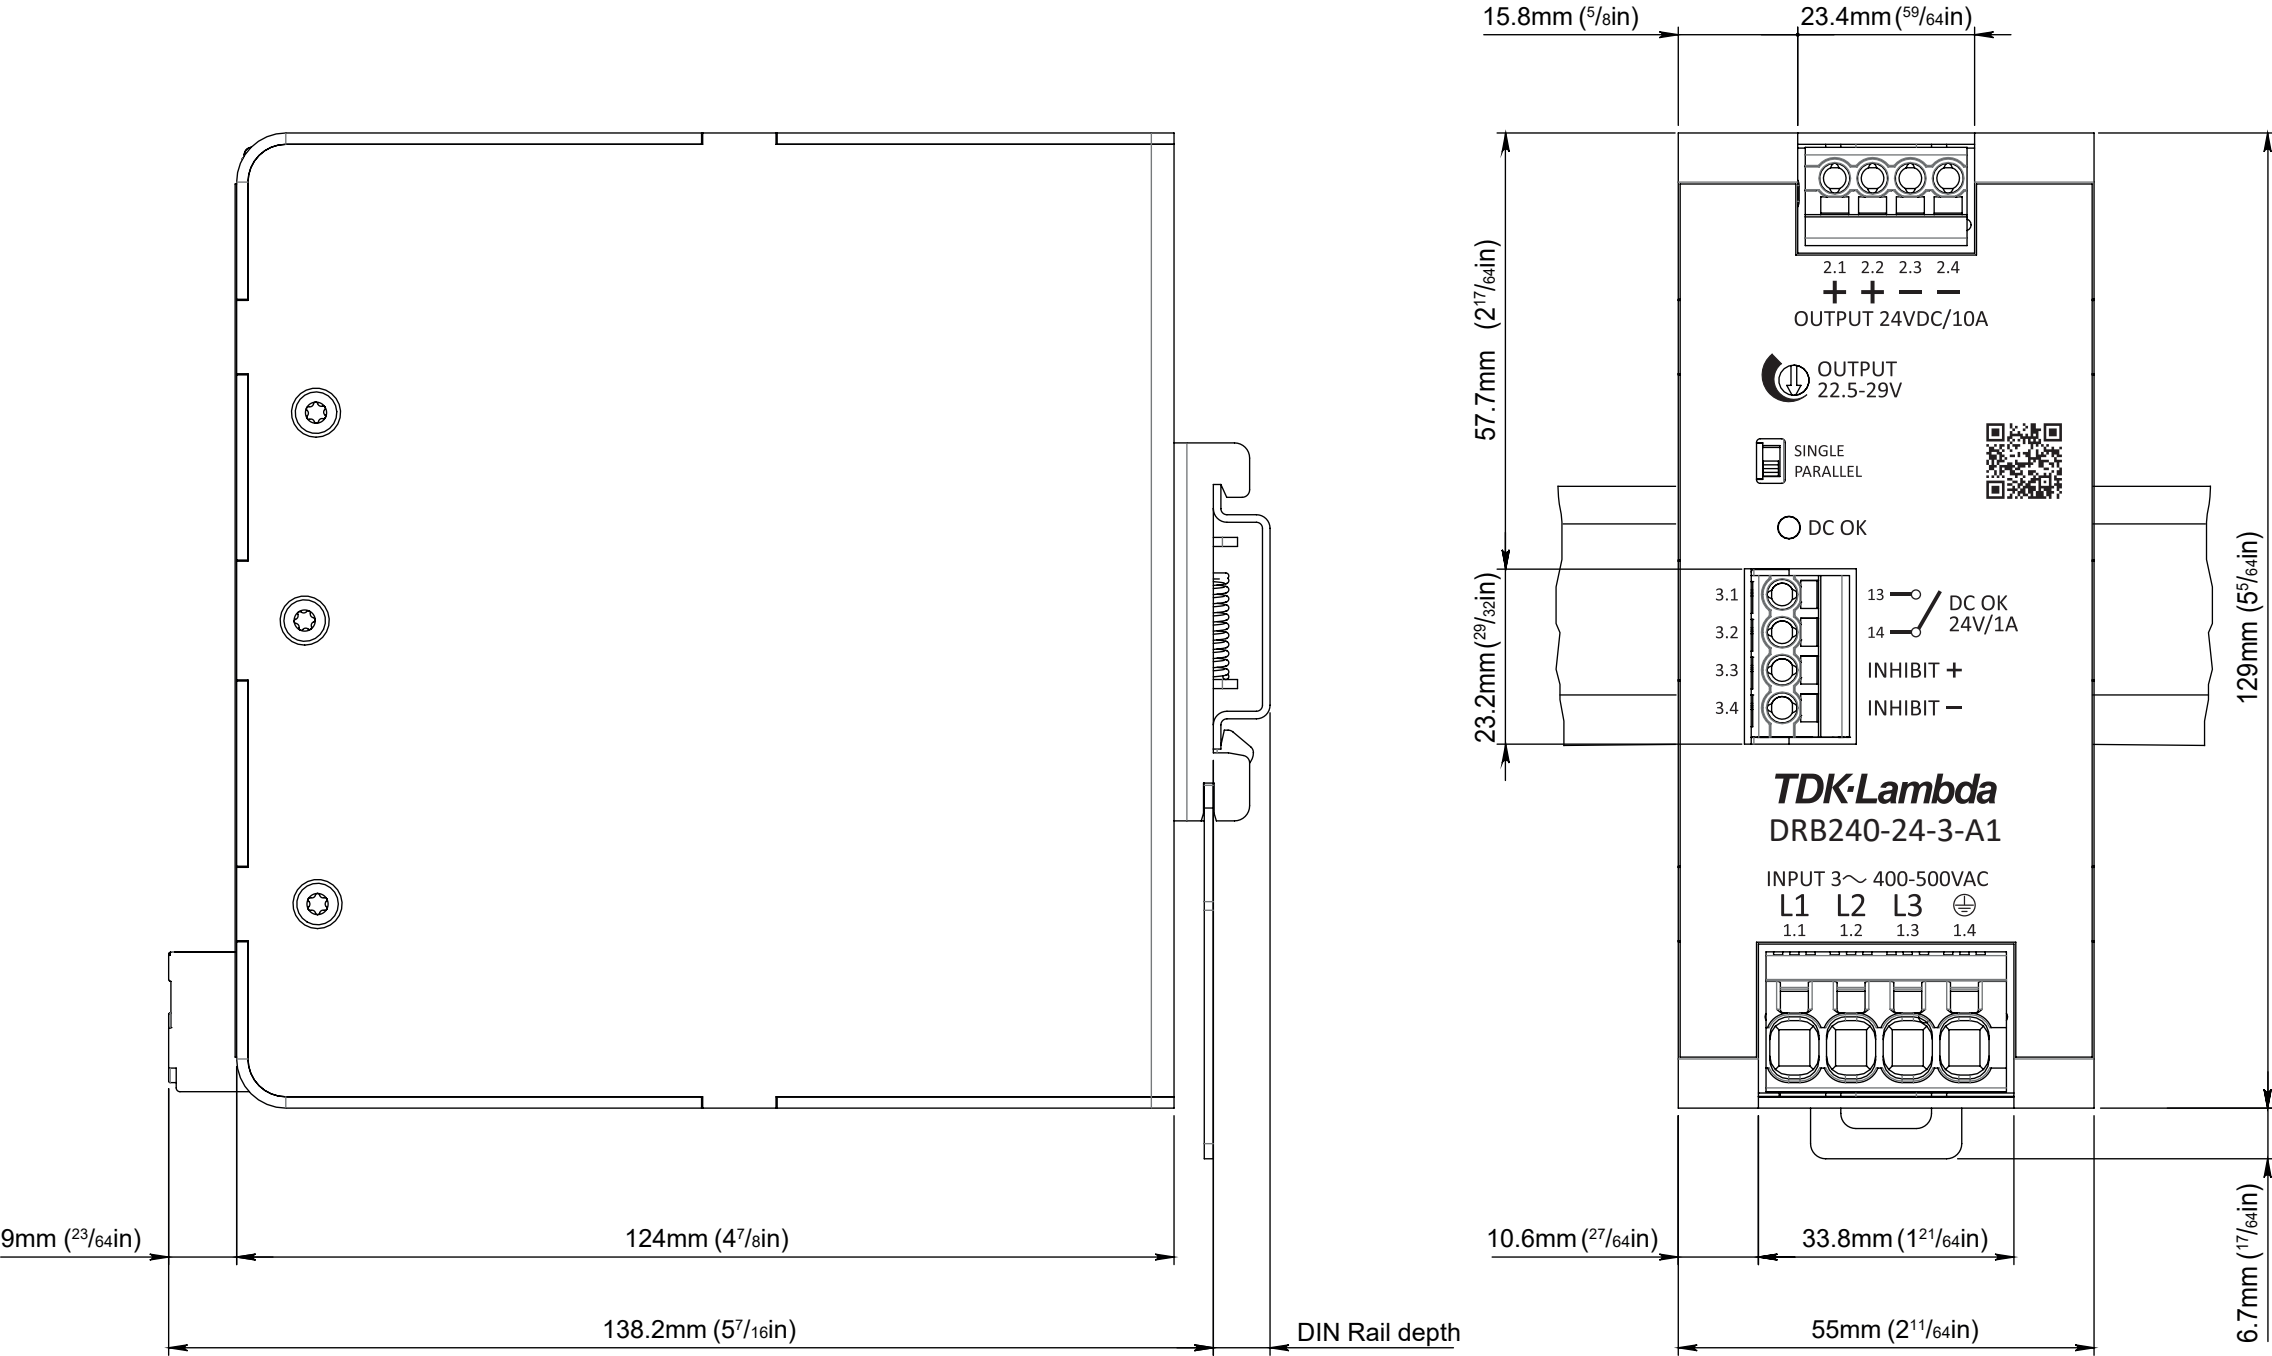 15.8mm (5/8in)
23.4mm (59/64in)
57.7mm (2 17/64in)
23.2mm (29/32in)
129mm (5 5/64in)
6.7mm (17/64in)
2.1 2.2 2.3 2.4
+ + − −
OUTPUT 24VDC/10A
OUTPUT
22.5-29V
SINGLE
PARALLEL
DC OK
3.1
3.2
3.3
3.4
13
14
DC OK
24V/1A
INHIBIT +
INHIBIT −
TDK·Lambda
DRB240-24-3-A1
INPUT 3～ 400-500VAC
L1 L2 L3 ⏚
1.1 1.2 1.3 1.4
9mm (23/64in)
124mm (4 7/8in)
138.2mm (5 7/16in)
DIN Rail depth
10.6mm (27/64in)
33.8mm (1 21/64in)
55mm (2 11/64in)